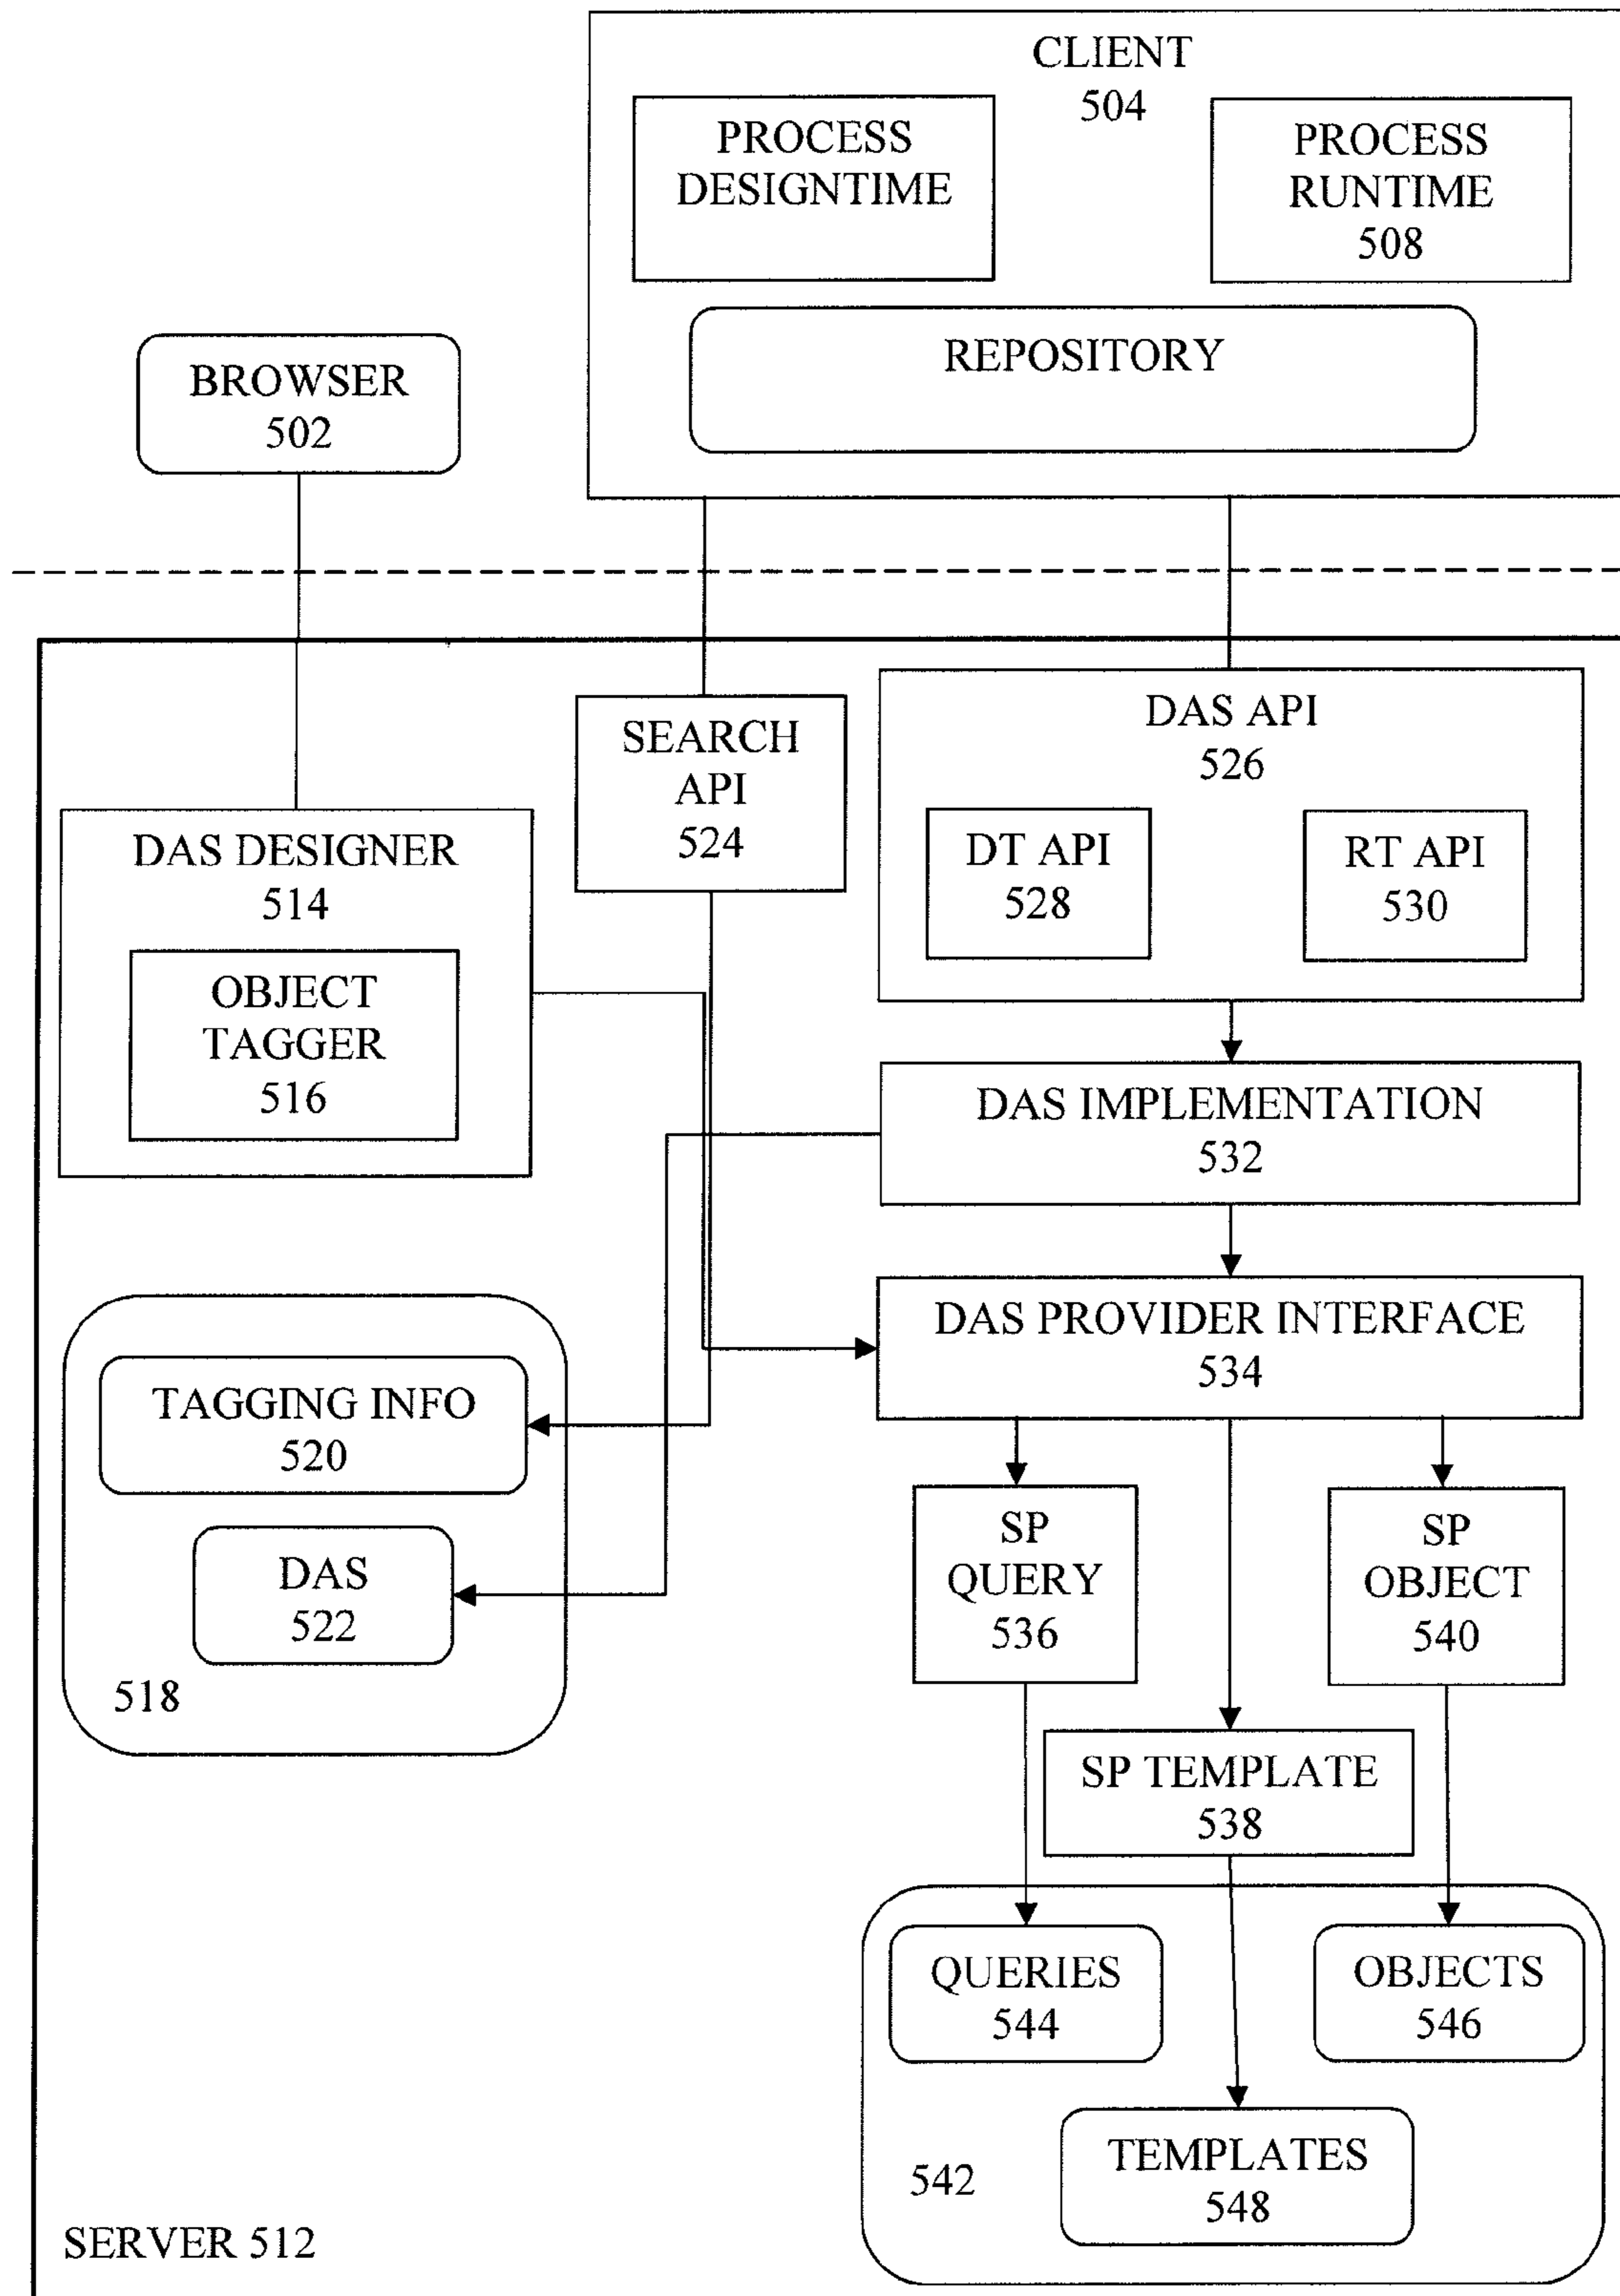 CLIENT
504
PROCESS
DESIGNTIME
PROCESS
RUNTIME
508
REPOSITORY
BROWSER
502
DAS API
526
SEARCH
API
524
DT API
528
RT API
530
DAS DESIGNER
514
OBJECT
TAGGER
516
DAS IMPLEMENTATION
532
DAS PROVIDER INTERFACE
534
TAGGING INFO
520
DAS
522
518
SP
QUERY
536
SP
OBJECT
540
SP TEMPLATE
538
QUERIES
544
OBJECTS
546
TEMPLATES
548
542
SERVER 512